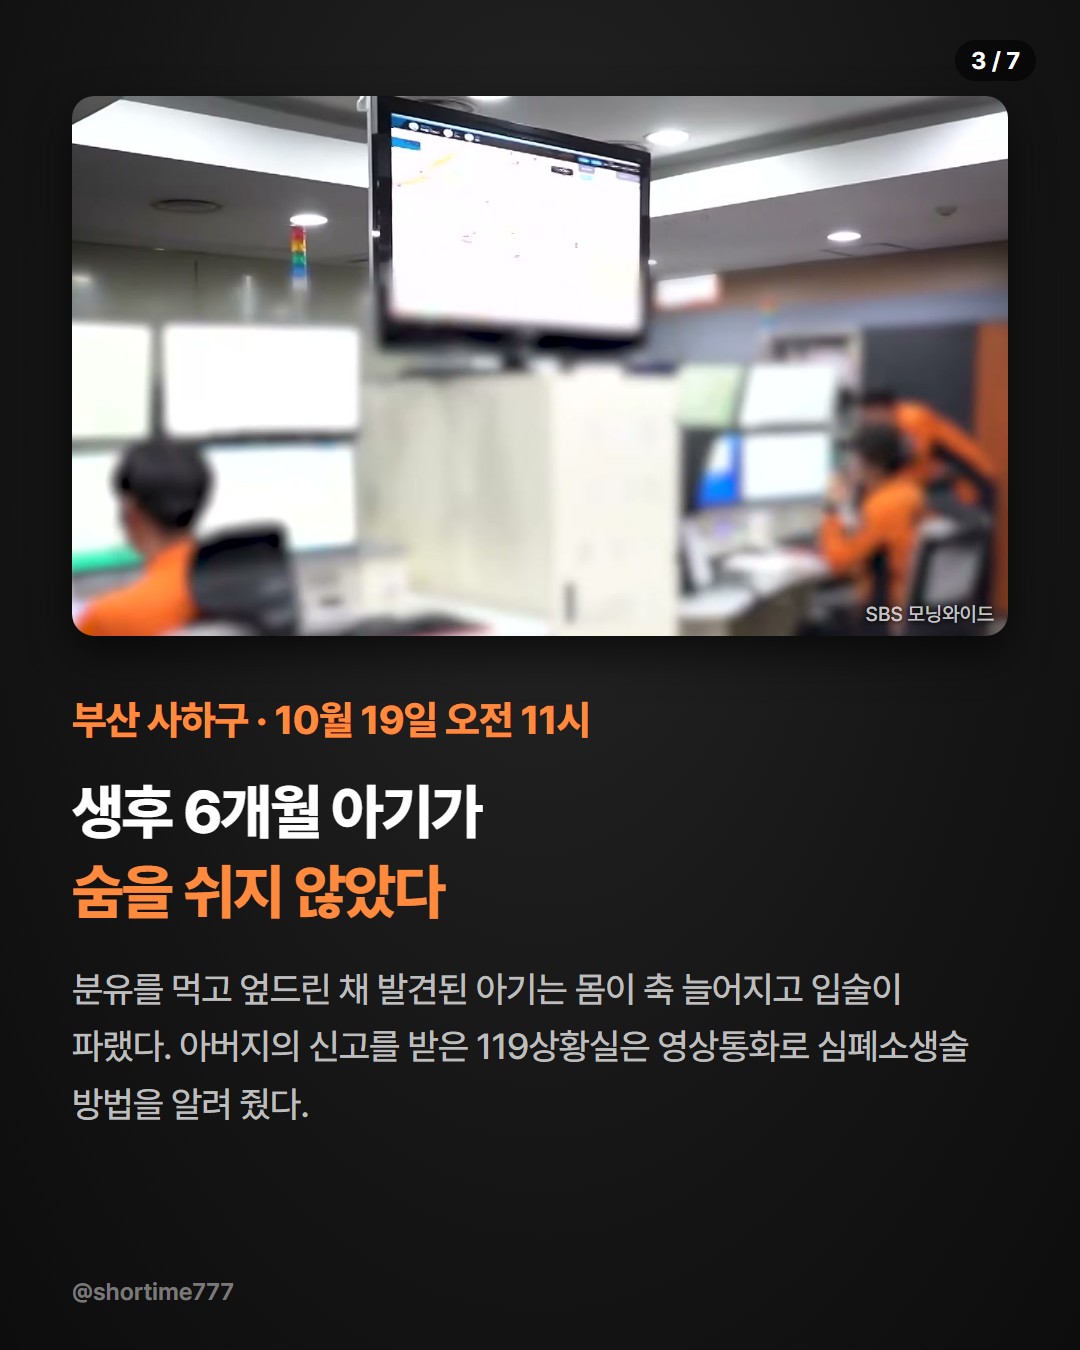 3 / 7
SBS 모닝와이드
부산 사하구 · 10월 19일 오전 11시
생후 6개월 아기가
숨을 쉬지 않았다
분유를 먹고 엎드린 채 발견된 아기는 몸이 축 늘어지고 입술이
파랬다. 아버지의 신고를 받은 119상황실은 영상통화로 심폐소생술
방법을 알려 줬다.
@shortime777